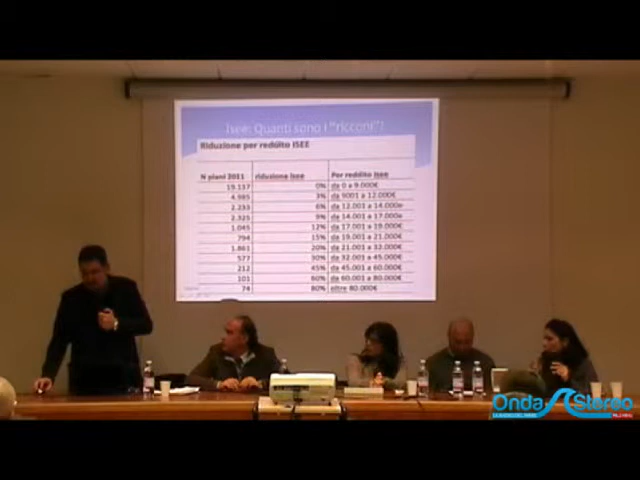 Isee: Quanti sono i "ricconi"!
Riduzione per reddito ISEE
N piani 2011 riduzione Isee Per reddito Isee
19.137 0% da 0 a 9.000€
4.985 3% da 9001 a 12.000€
2.233 6% da 12.001 a 14.000€
2.325 9% da 14.001 a 17.000€
1.045 12% da 17.001 a 19.000€
794 15% da 19.001 a 21.000€
1.861 20% da 21.001 a 32.000€
577 30% da 32.001 a 45.000€
212 45% da 45.001 a 60.000€
101 60% da 60.001 a 80.000€
74 80% oltre 80.000€
Onda Stereo